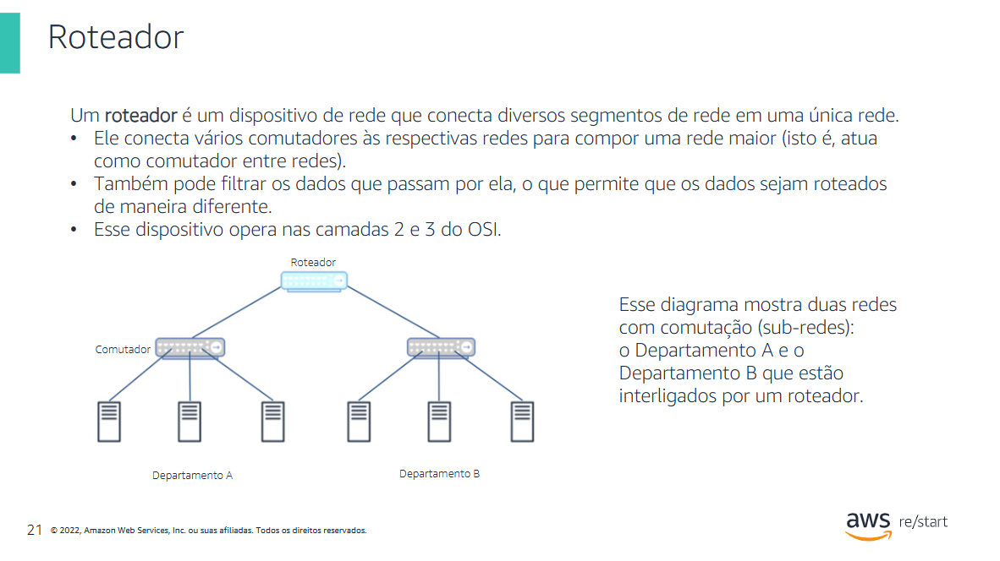 Roteador
Um roteador é um dispositivo de rede que conecta diversos segmentos de rede em uma única rede.
• Ele conecta vários comutadores às respectivas redes para compor uma rede maior (isto é, atua
como comutador entre redes).
• Também pode filtrar os dados que passam por ela, o que permite que os dados sejam roteados
de maneira diferente.
• Esse dispositivo opera nas camadas 2 e 3 do OSI.
Roteador
Comutador
Departamento A
Departamento B
Esse diagrama mostra duas redes
com comutação (sub-redes):
o Departamento A e o
Departamento B que estão
interligados por um roteador.
21 © 2022, Amazon Web Services, Inc. ou suas afiliadas. Todos os direitos reservados.
aws re/start